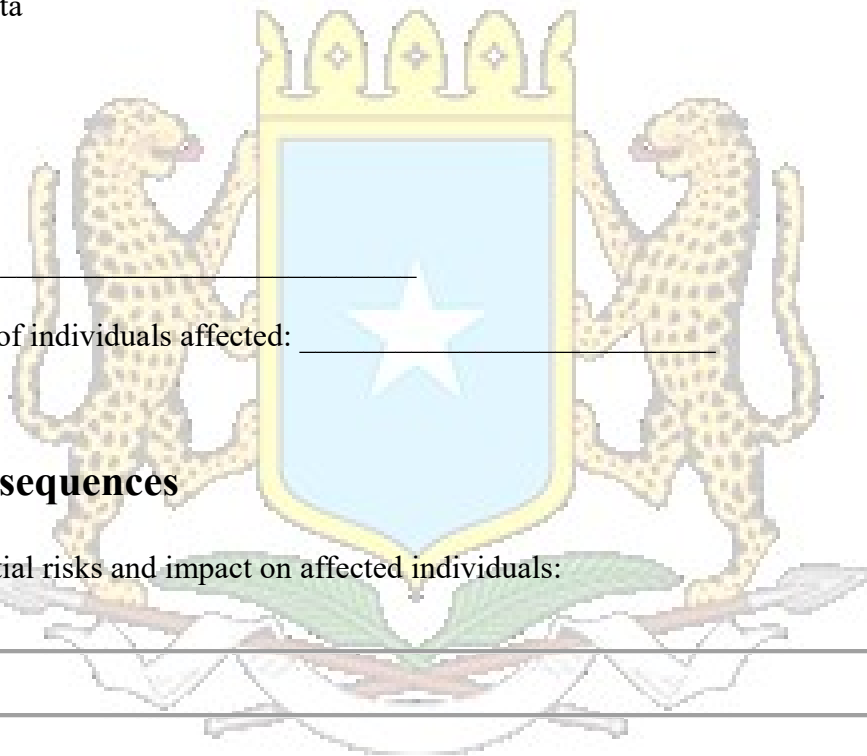 ta
of individuals affected:
sequences
tial risks and impact on affected individuals: